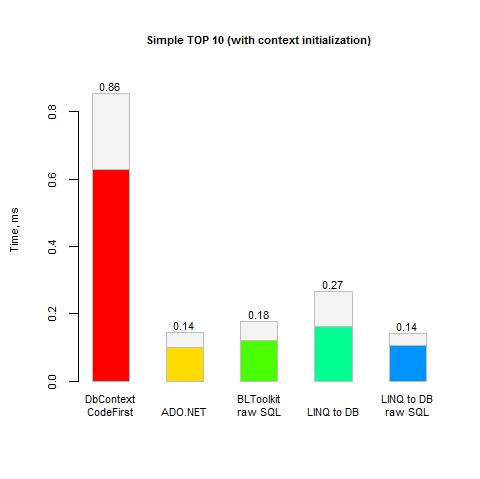 Simple TOP 10 (with context initialization)
Time, ms
0.0
0.2
0.4
0.6
0.8
0.86
0.14
0.18
0.27
0.14
DbContext
CodeFirst
ADO.NET
BLToolkit
raw SQL
LINQ to DB
LINQ to DB
raw SQL